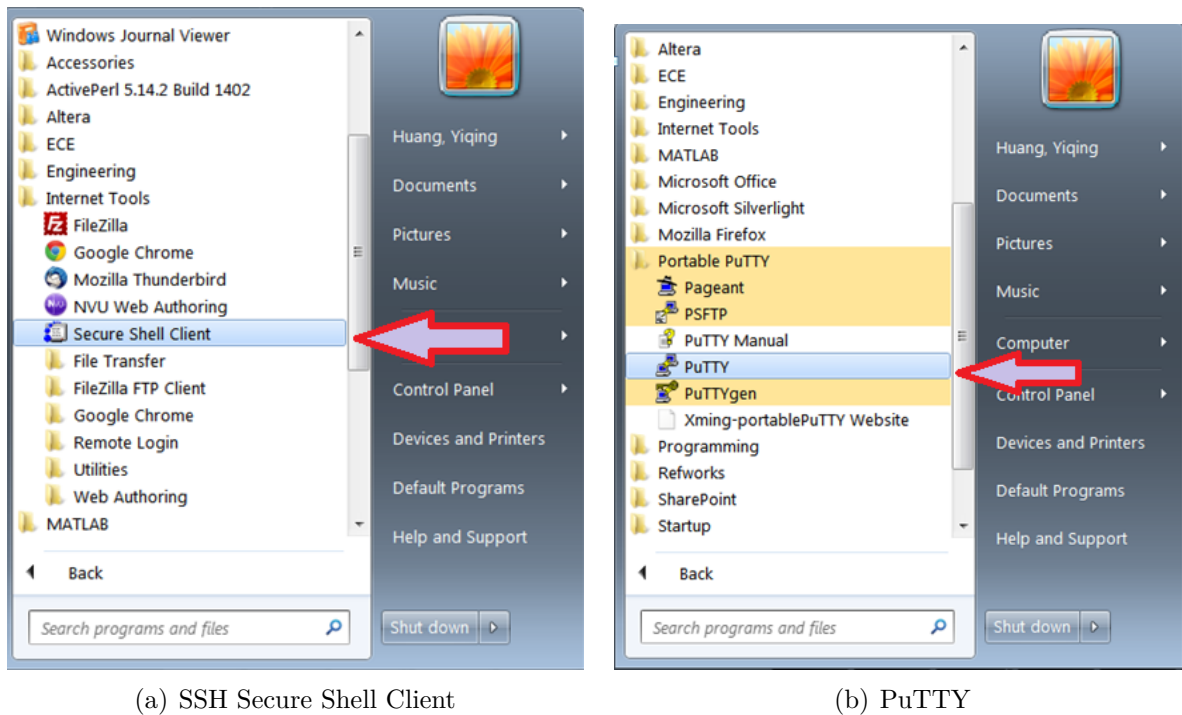 Windows Journal Viewer
Accessories
ActivePerl 5.14.2 Build 1402
Altera
ECE
Engineering
Internet Tools
FileZilla
Google Chrome
Mozilla Thunderbird
NVU Web Authoring
Secure Shell Client
File Transfer
FileZilla FTP Client
Google Chrome
Remote Login
Utilities
Web Authoring
MATLAB
Back
Search programs and files
Huang, Yiqing
Documents
Pictures
Music
Control Panel
Devices and Printers
Default Programs
Help and Support
Shut down
(a) SSH Secure Shell Client
Altera
ECE
Engineering
Internet Tools
MATLAB
Microsoft Office
Microsoft Silverlight
Mozilla Firefox
Portable PuTTY
Pageant
PSFTP
PuTTY Manual
PuTTY
PuTTYgen
Xming-portablePuTTY Website
Programming
Refworks
SharePoint
Startup
Back
Search programs and files
Huang, Yiqing
Documents
Pictures
Music
Computer
Control Panel
Devices and Printers
Default Programs
Help and Support
Shut down
(b) PuTTY